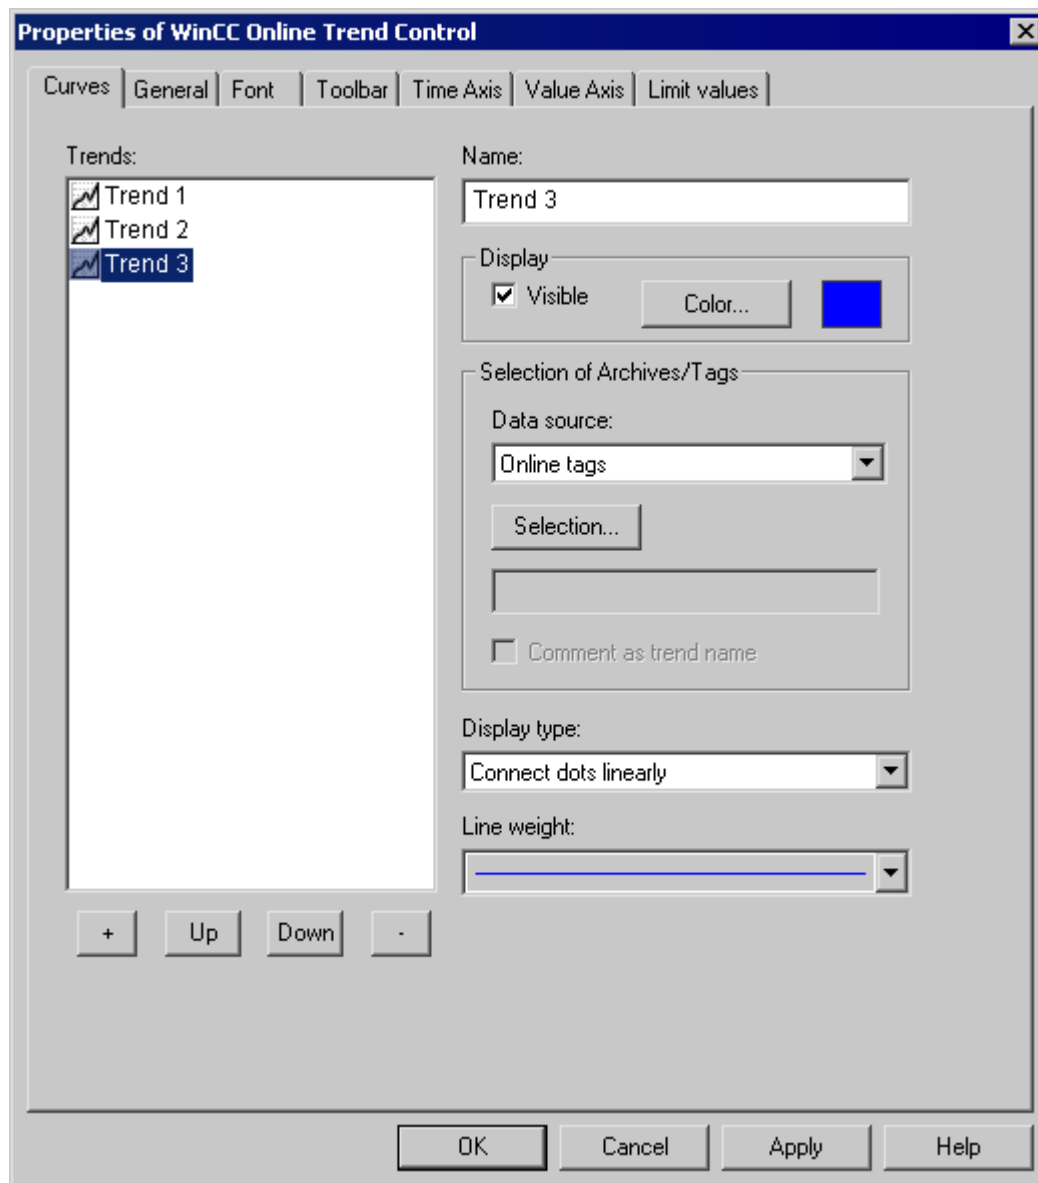 Properties of WinCC Online Trend Control
Curves General Font Toolbar Time Axis Value Axis Limit values
Trends:
Trend 1
Trend 2
Trend 3
Name:
Trend 3
Display
Visible
Color...
Selection of Archives/Tags
Data source:
Online tags
Selection...
Comment as trend name
Display type:
Connect dots linearly
Line weight:
+ Up Down -
OK Cancel Apply Help